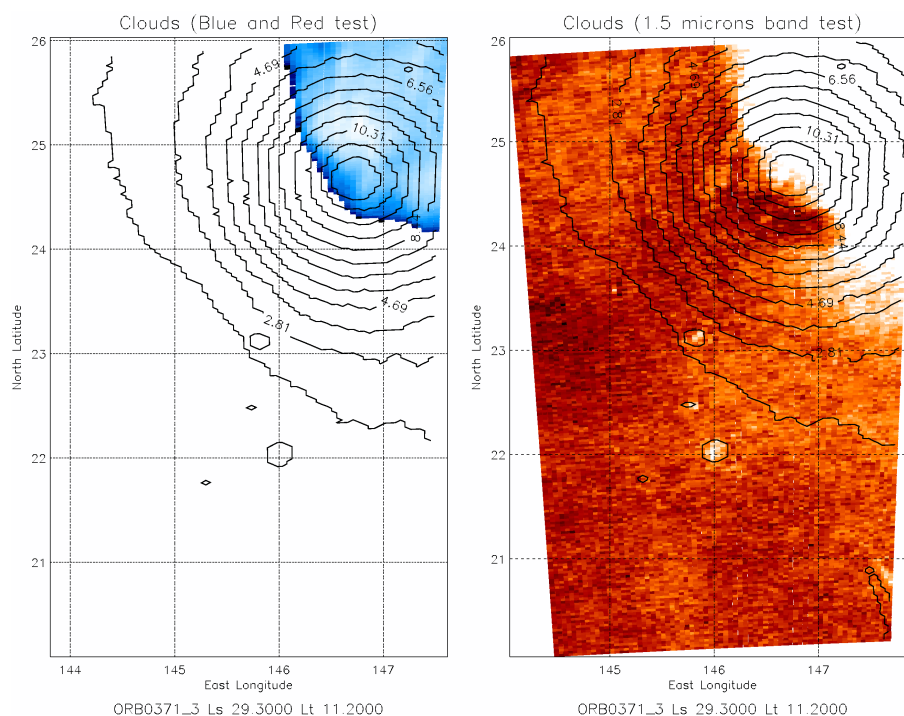 Clouds (Blue and Red test)
26
25
24
23
22
21
North Latitude
4.69
6.56
10.31
8
4.69
2.81
144 145 146 147
East Longitude
ORB0371_3 Ls 29.3000 Lt 11.2000
Clouds (1.5 microns band test)
26
25
24
23
22
21
North Latitude
4.69
6.56
2.8
10.31
8.44
4.69
2.81
145 146 147
East Longitude
ORB0371_3 Ls 29.3000 Lt 11.2000